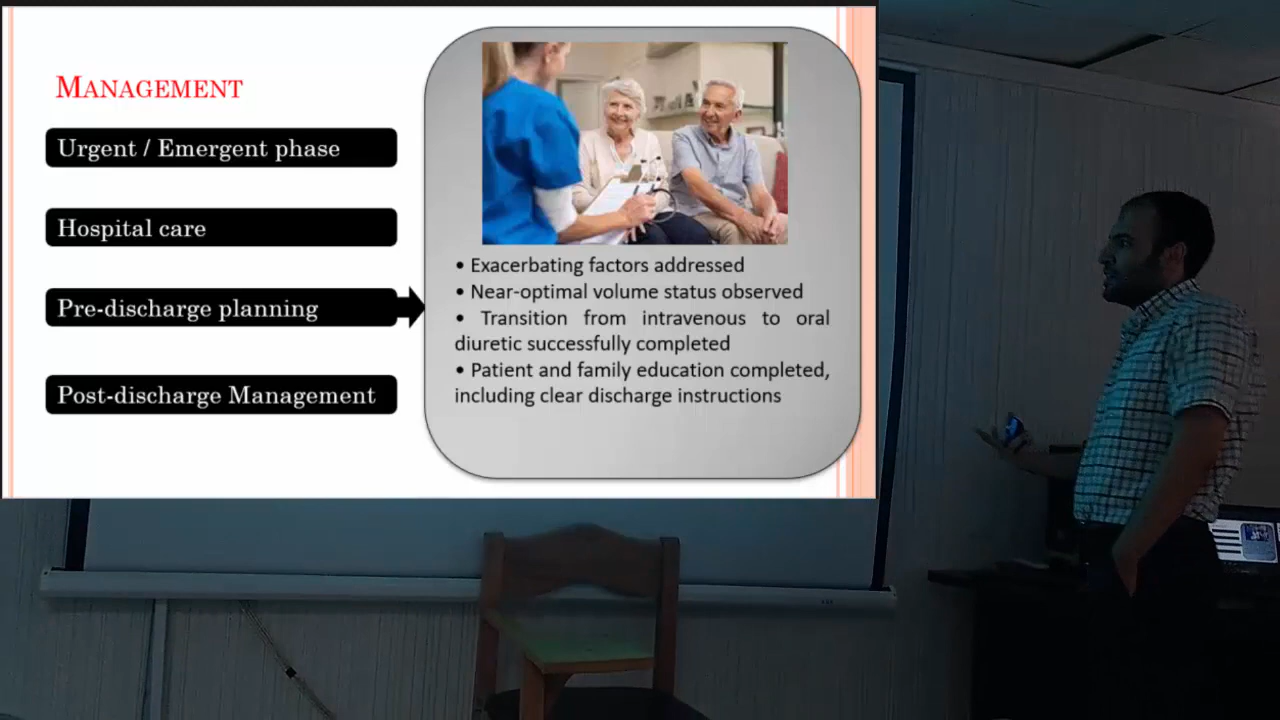 MANAGEMENT
Urgent / Emergent phase
Hospital care
Pre-discharge planning
Post-discharge Management
• Exacerbating factors addressed
• Near-optimal volume status observed
• Transition from intravenous to oral
diuretic successfully completed
• Patient and family education completed,
including clear discharge instructions